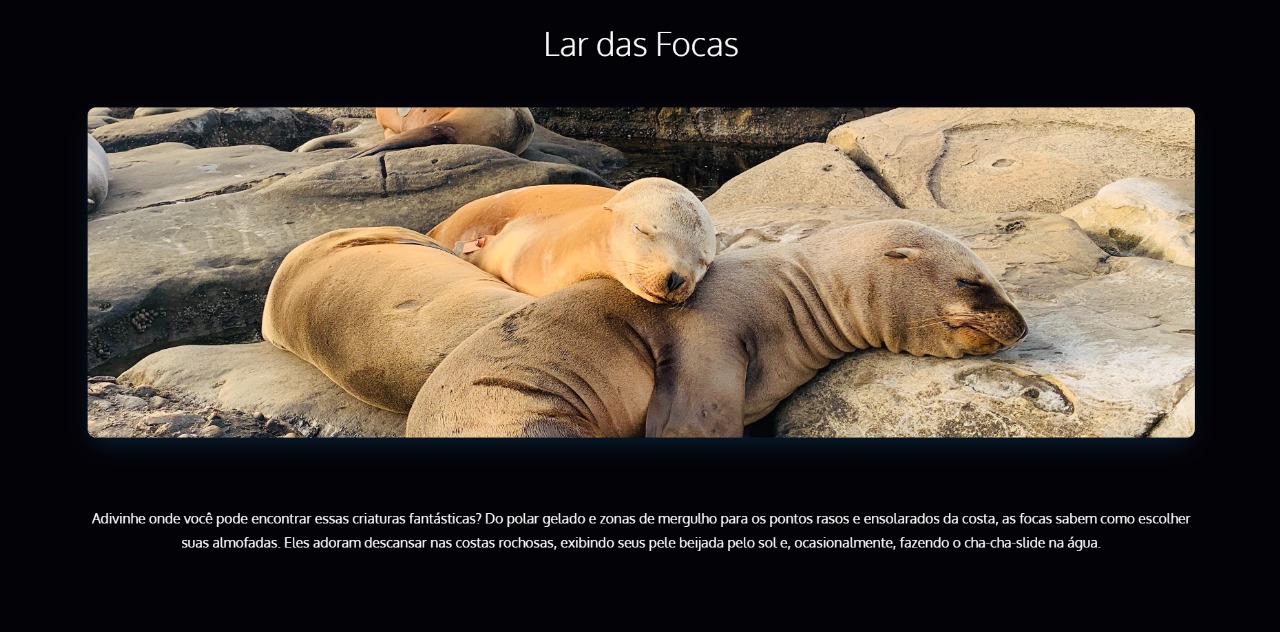 Lar das Focas
Adivinhe onde você pode encontrar essas criaturas fantásticas? Do polar gelado e zonas de mergulho para os pontos rasos e ensolarados da costa, as focas sabem como escolher
suas almofadas. Eles adoram descansar nas costas rochosas, exibindo seus pele beijada pelo sol e, ocasionalmente, fazendo o cha-cha-slide na água.